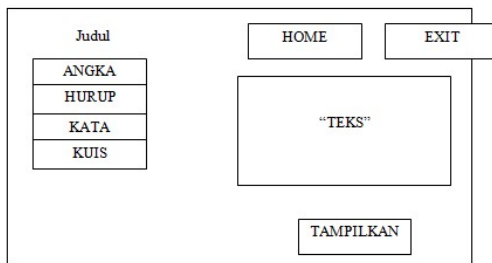 Judul
HOME
EXIT
ANGKA
HURUP
KATA
KUIS
“TEKS”
TAMPILKAN